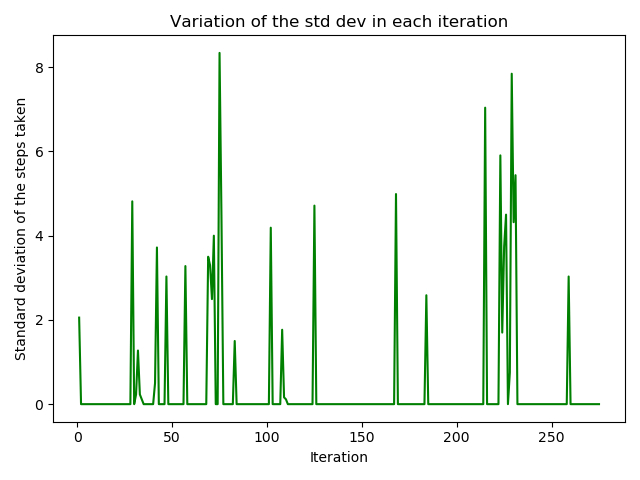 Variation of the std dev in each iteration
Standard deviation of the steps taken
8
6
4
2
0
0 50 100 150 200 250
Iteration